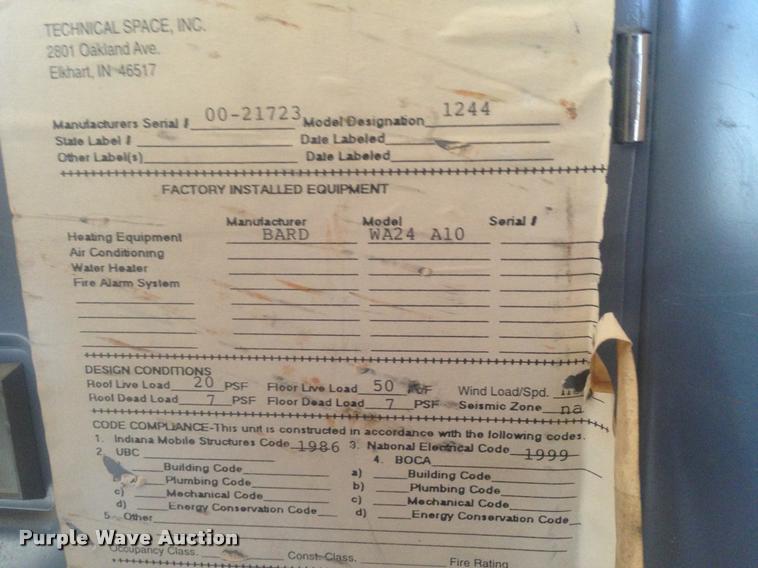 TECHNICAL SPACE, INC.
2801 Oakland Ave.
Elkhart, IN 46517
Manufacturers Serial # 00-21723 Model Designation 1244
State Label # Date Labeled
Other Label(s) Date Labeled
FACTORY INSTALLED EQUIPMENT
Manufacturer Model Serial #
Heating Equipment BARD WA24 A10
Air Conditioning
Water Heater
Fire Alarm System
DESIGN CONDITIONS
Roof Live Load 20 PSF Floor Live Load 50 PSF Wind Load/Spd.
Roof Dead Load 7 PSF Floor Dead Load 7 PSF Seismic Zone na
CODE COMPLIANCE-This unit is constructed in accordance with the following codes.
1. Indiana Mobile Structures Code 1986 3. National Electrical Code 1999
2. UBC 4. BOCA
Building Code a) Building Code
Plumbing Code b) Plumbing Code
c) Mechanical Code c) Mechanical Code
d) Energy Conservation Code d) Energy Conservation Code
5. Other
Occupancy Class. Const. Class. Fire Rating
Purple Wave Auction